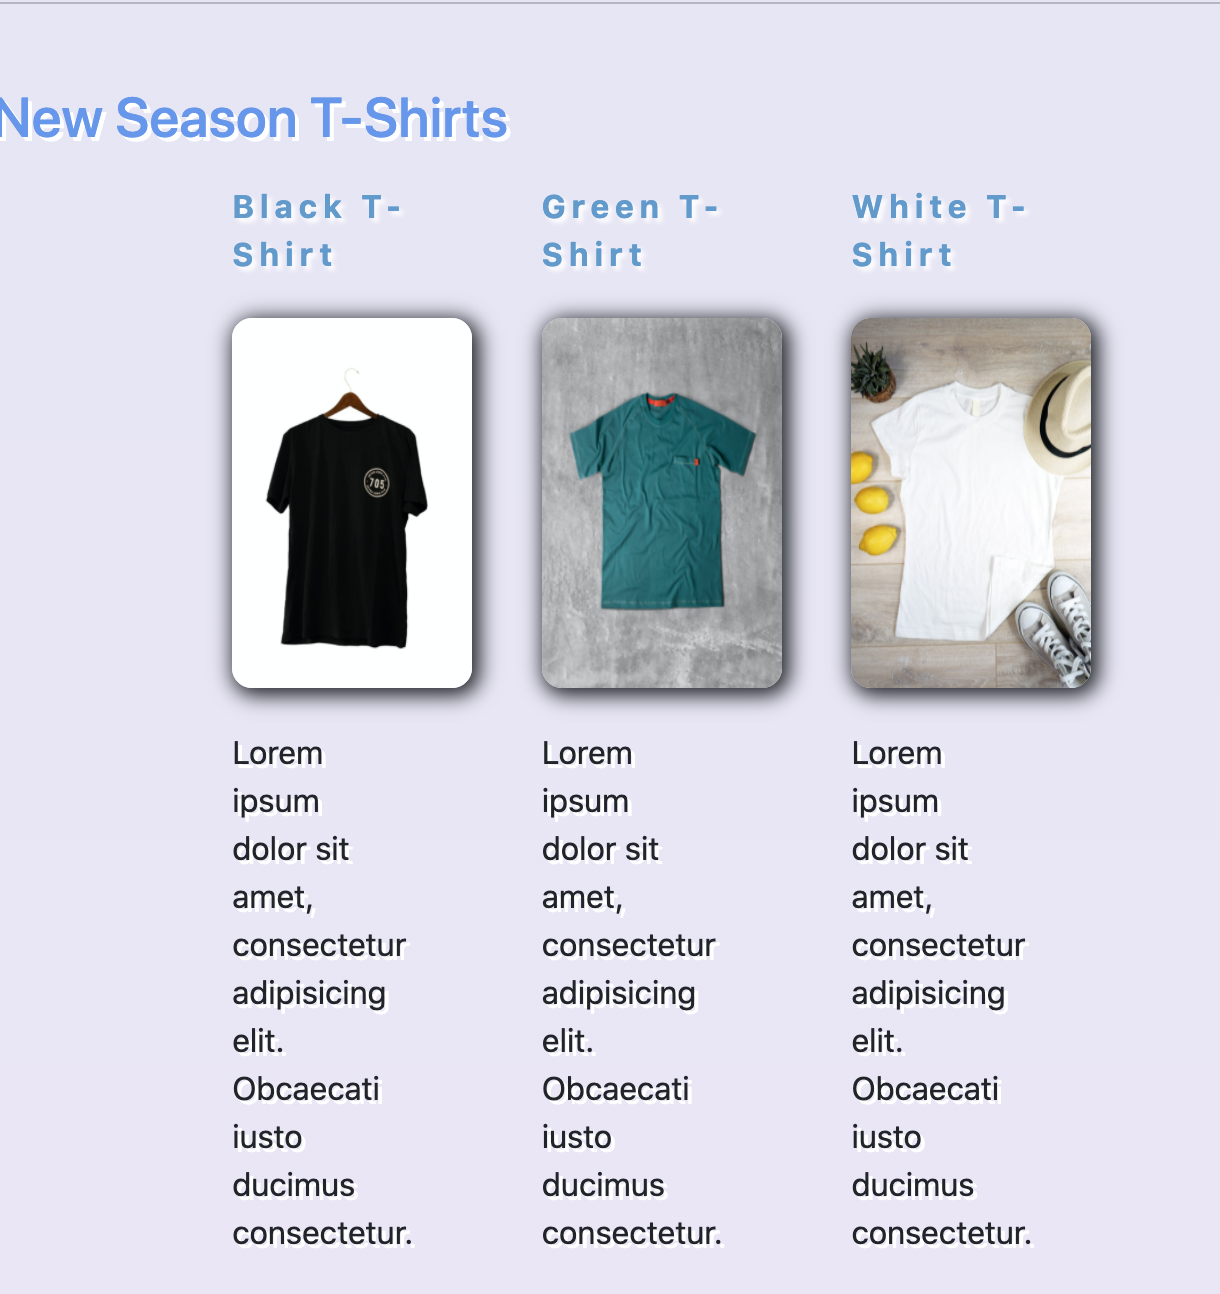 New Season T-Shirts
Black T-
Shirt
Green T-
Shirt
White T-
Shirt
705
Lorem
ipsum
dolor sit
amet,
consectetur
adipisicing
elit.
Obcaecati
iusto
ducimus
consectetur.
Lorem
ipsum
dolor sit
amet,
consectetur
adipisicing
elit.
Obcaecati
iusto
ducimus
consectetur.
Lorem
ipsum
dolor sit
amet,
consectetur
adipisicing
elit.
Obcaecati
iusto
ducimus
consectetur.